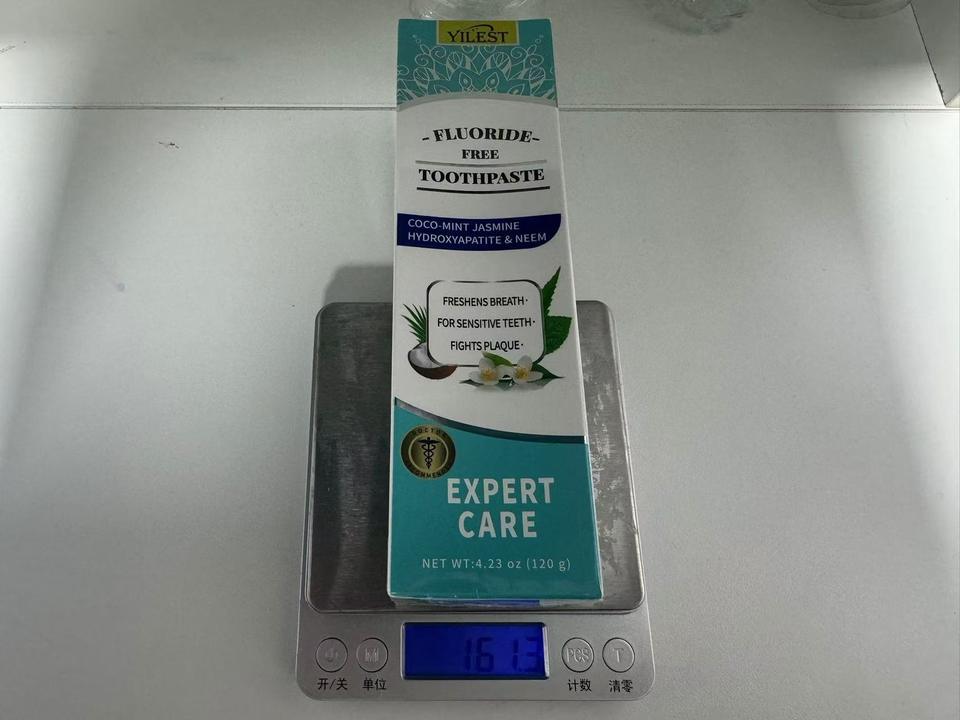 YILEST
- FLUORIDE-
FREE
TOOTHPASTE
COCO-MINT JASMINE
HYDROXYAPATITE & NEEM
FRESHENS BREATH·
FOR SENSITIVE TEETH·
FIGHTS PLAQUE·
DOCTOR
EXPERT
CARE
NET WT:4.23 oz (120 g)
161.3
M
PCS
T
开/关
单位
计数
清零